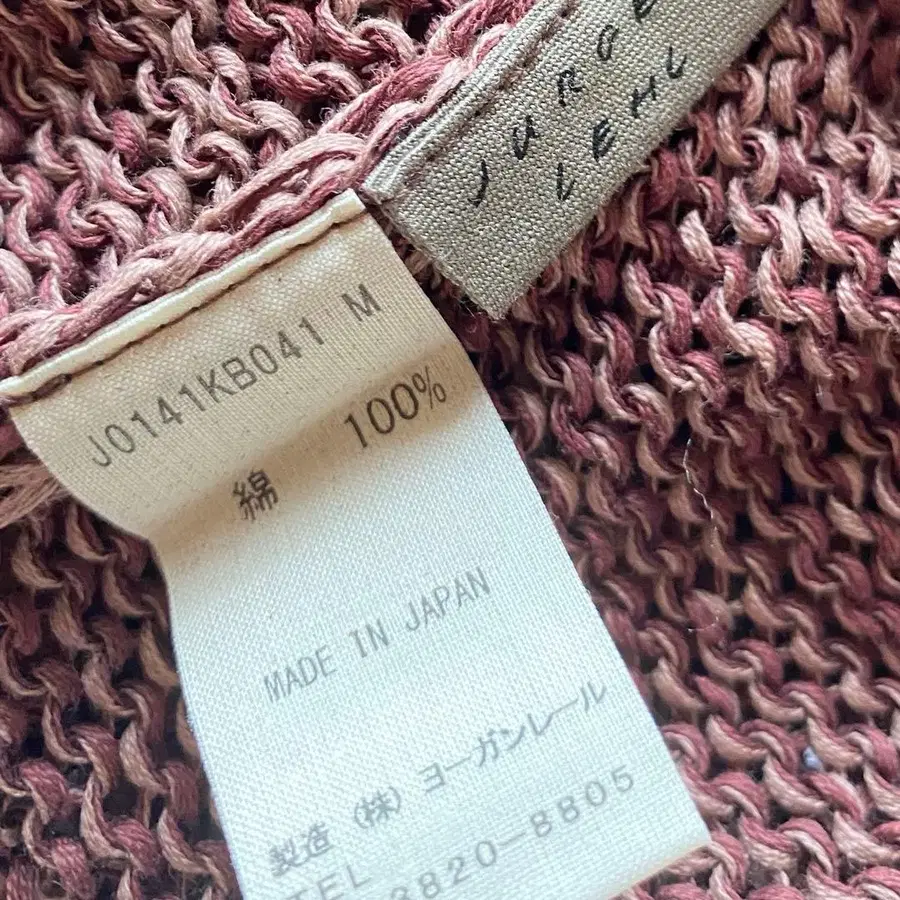 JURGE
LEHL
J0141KB041 M
綿 100%
MADE IN JAPAN
製造 (株) ヨーガンレール
TEL 3820-8805